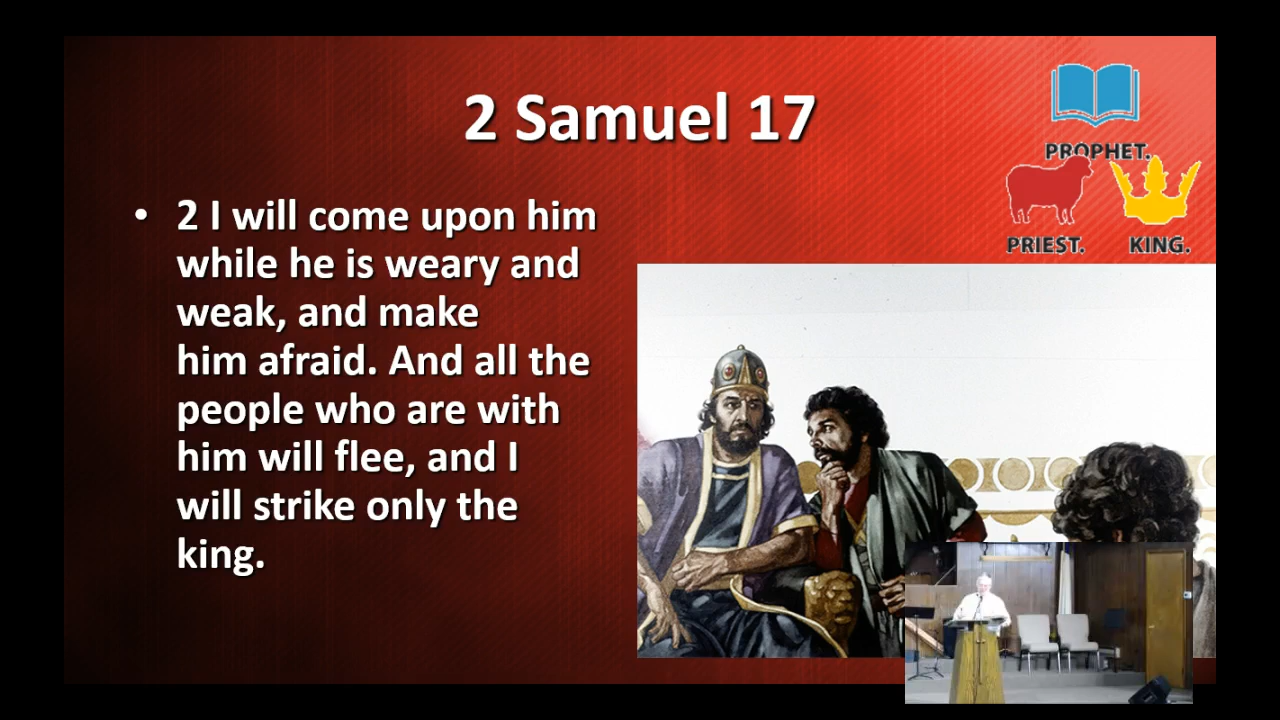 2 Samuel 17
PROPHET.
PRIEST. KING.
• 2 I will come upon him
while he is weary and
weak, and make
him afraid. And all the
people who are with
him will flee, and I
will strike only the
king.